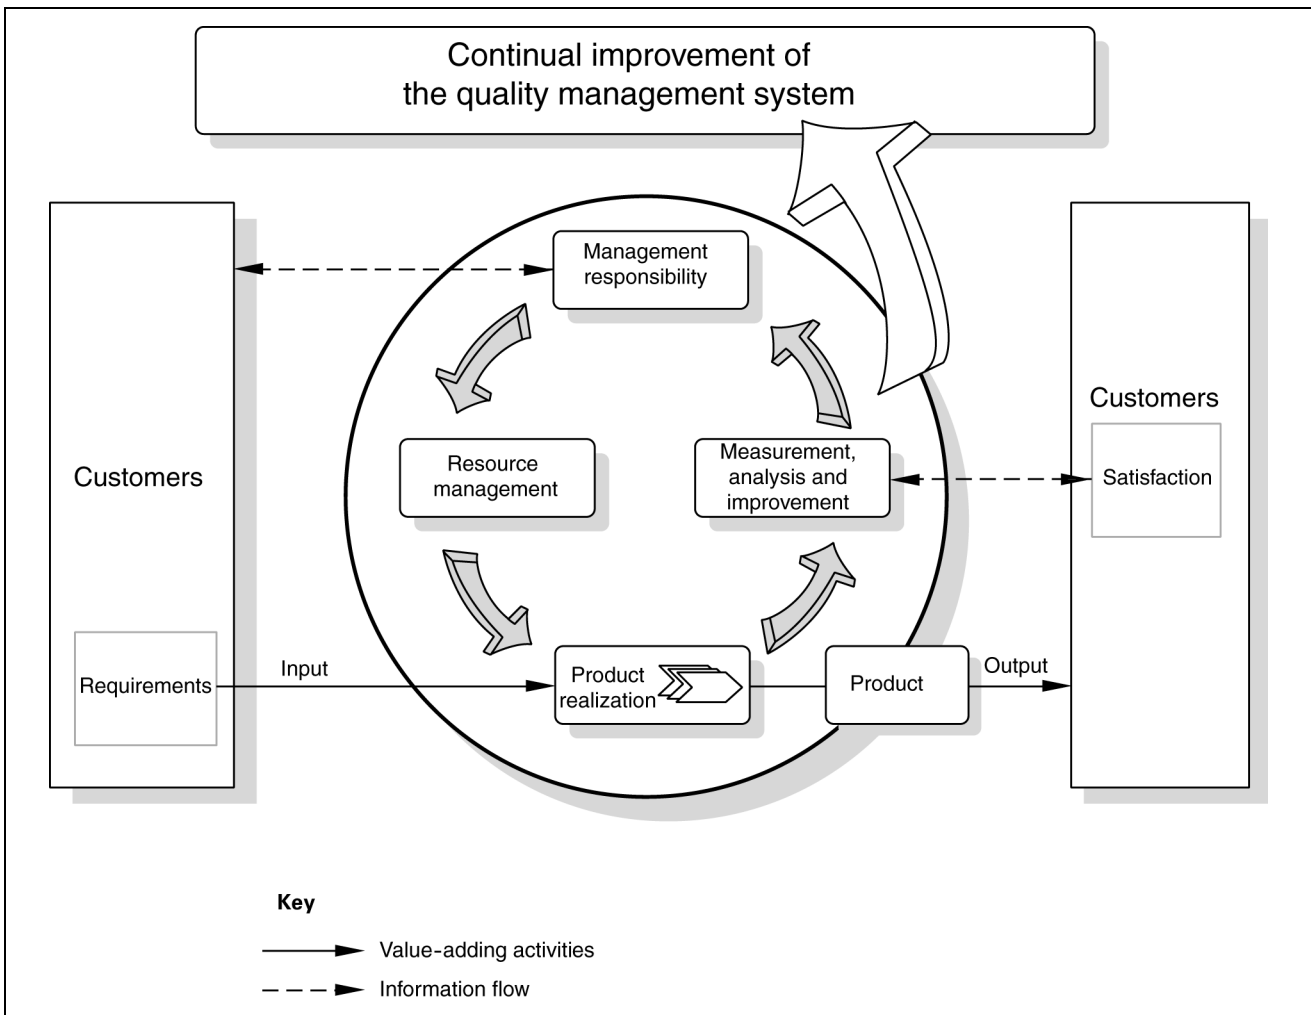 Continual improvement of
the quality management system
Management
responsibility
Customers
Resource
management
Measurement,
analysis and
improvement
Customers
Satisfaction
Requirements
Input
Product
realization
Product
Output
Key
Value-adding activities
Information flow